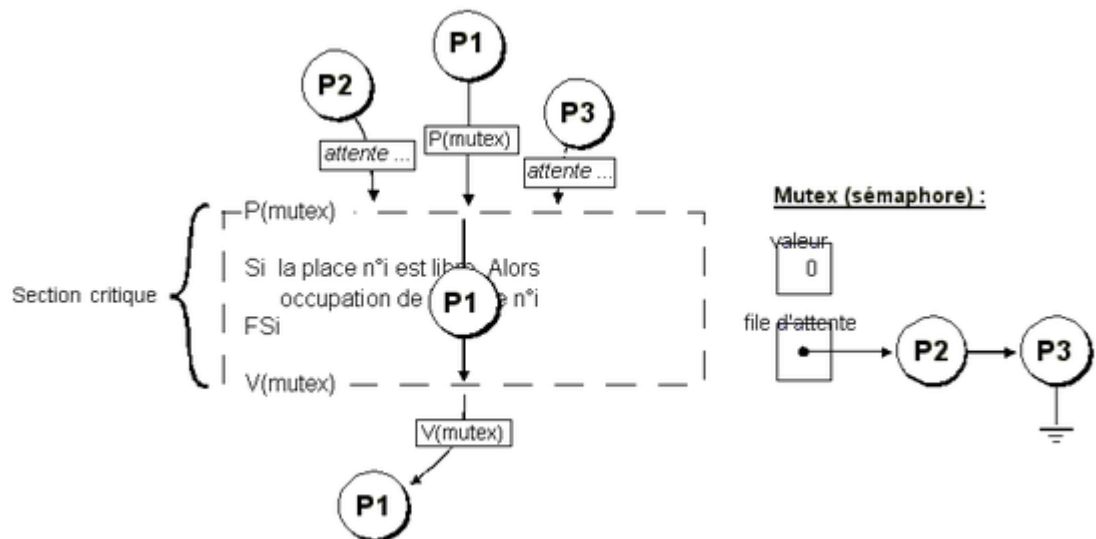 P1
P2
P3
P(mutex)
attente ...
attente ...
P(mutex)
Si la place n°i est libre Alors
occupation de e n°i
P1
FSi
V(mutex)
Section critique
V(mutex)
P1
Mutex (sémaphore) :
valeur
0
file d'attente
P2
P3